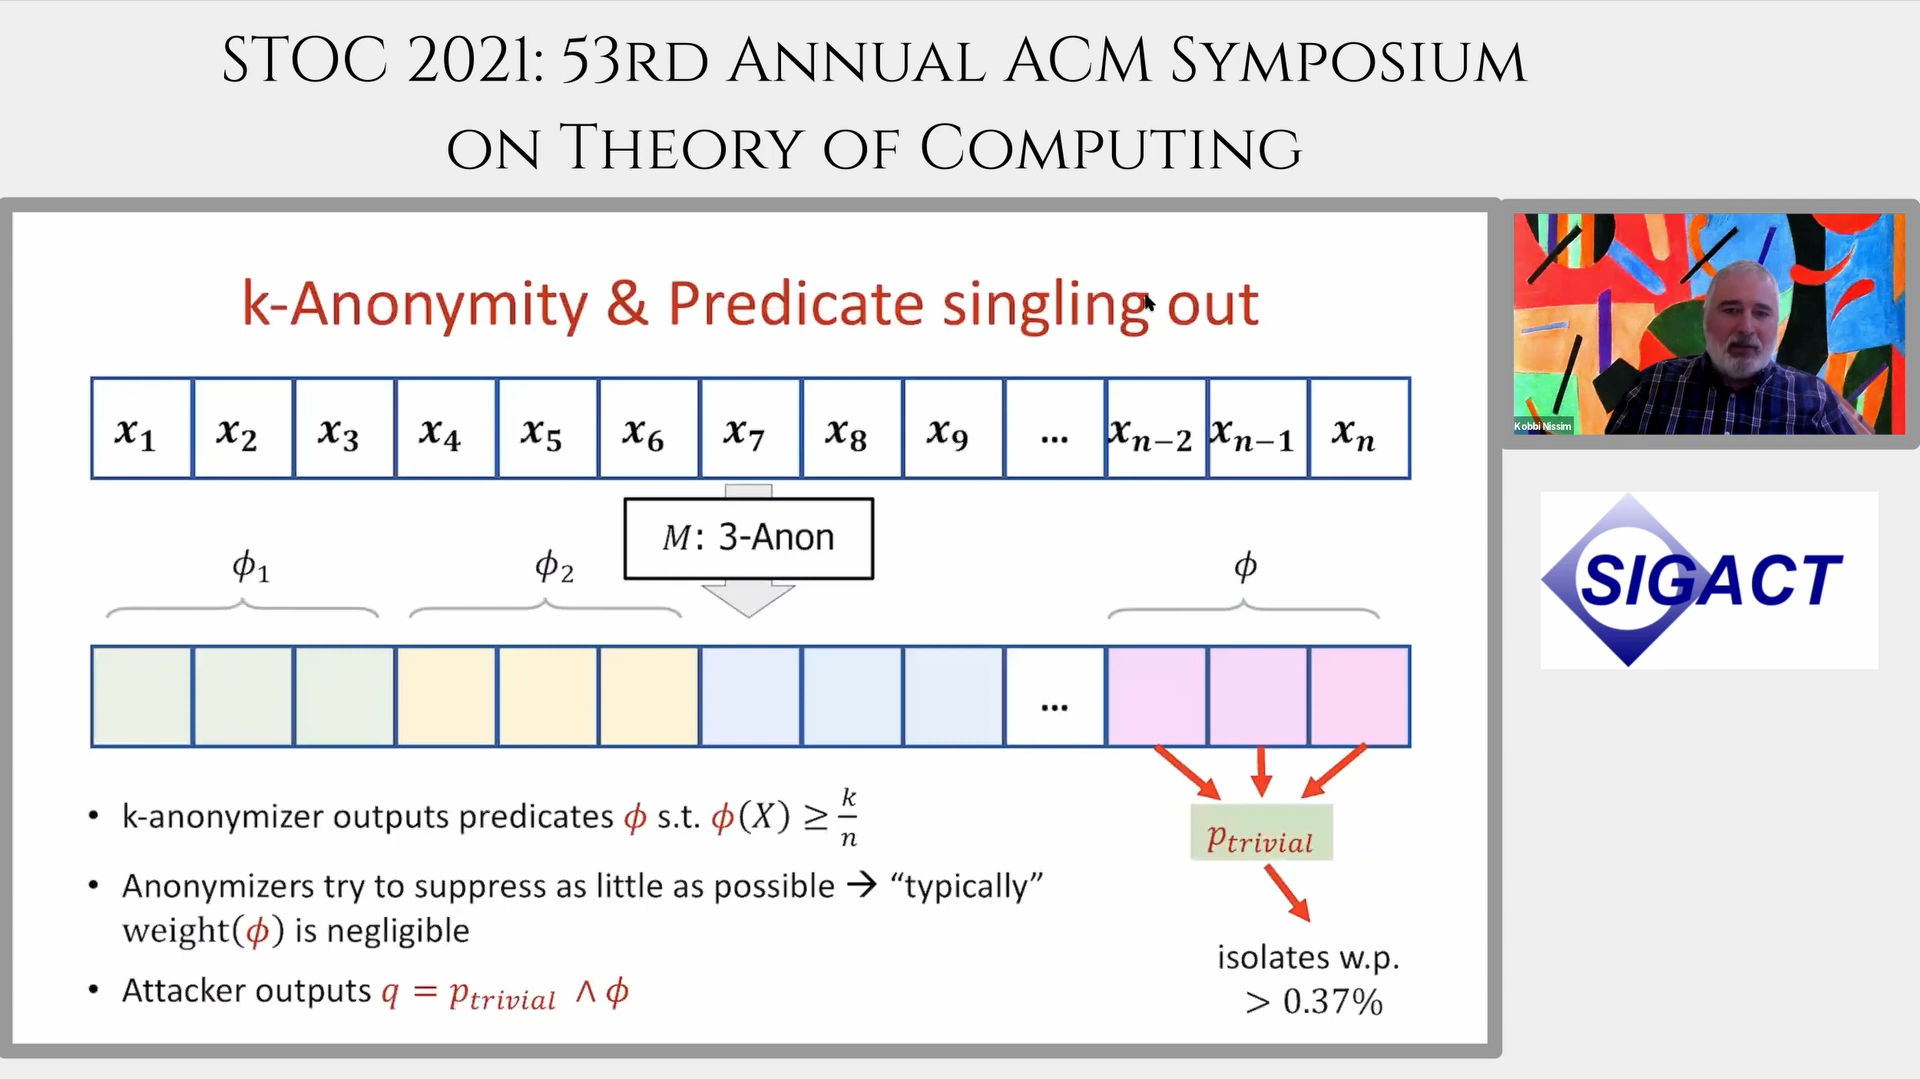 STOC 2021: 53rd Annual ACM Symposium
on Theory of Computing
k-Anonymity & Predicate singling out
x₁ x₂ x₃ x₄ x₅ x₆ x₇ x₈ x₉ ... xₙ₋₂ xₙ₋₁ xₙ
M: 3-Anon
ϕ₁ ϕ₂ ϕ
...
• k-anonymizer outputs predicates ϕ s.t. ϕ(X) ≥ k/n
• Anonymizers try to suppress as little as possible → “typically”
weight(ϕ) is negligible
• Attacker outputs q = p_trivial ∧ ϕ
p_trivial
isolates w.p.
> 0.37%
Kobbi Nissim
SIGACT